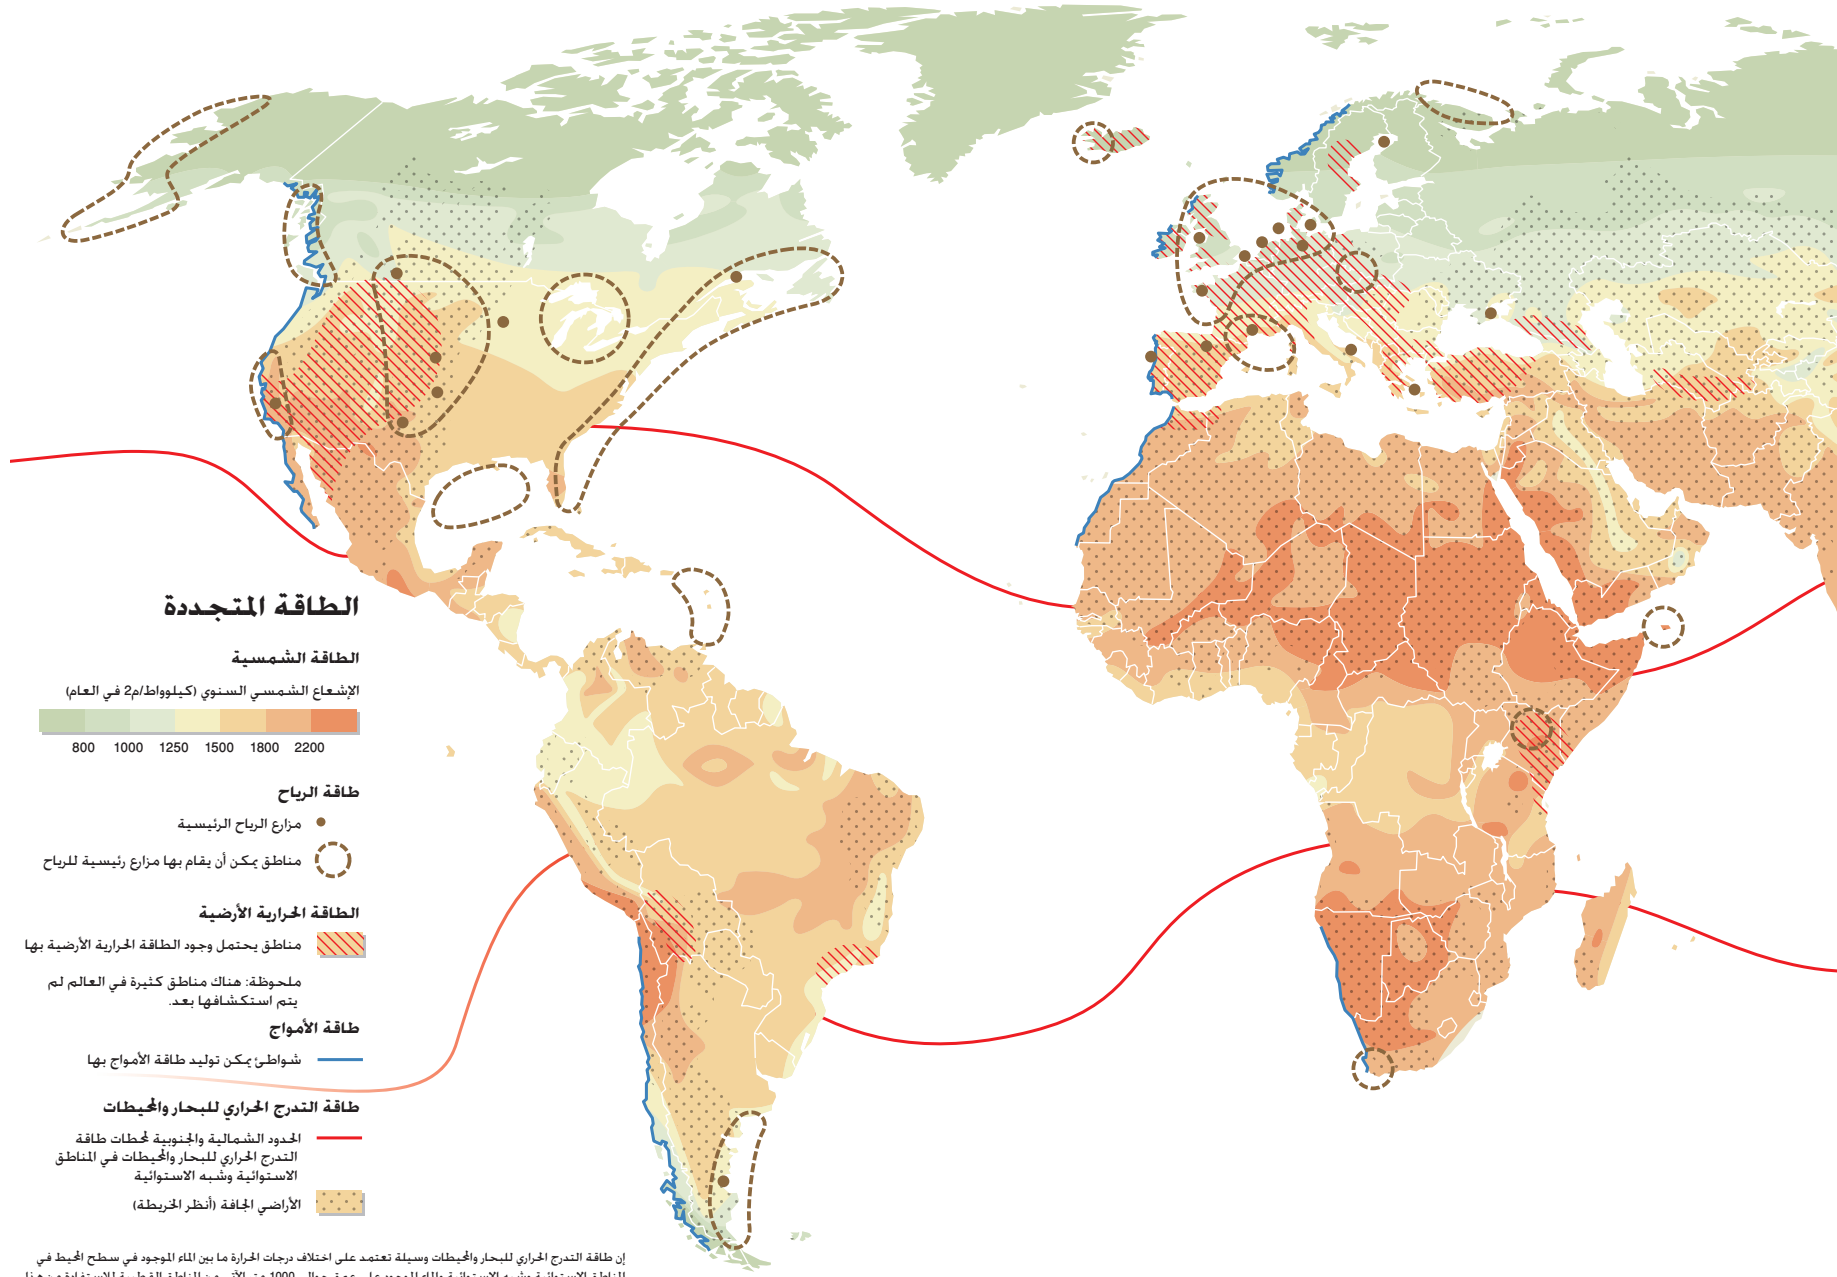 الطاقة المتجددة
الطاقة الشمسية
الإشعاع الشمسي السنوي (كيلوواط/م2 في العام)
800 1000 1250 1500 1800 2200
طاقة الرياح
مزارع الرياح الرئيسية
مناطق يمكن أن يقام بها مزارع رئيسية للرياح
الطاقة الحرارية الأرضية
مناطق يحتمل وجود الطاقة الحرارية الأرضية بها
ملحوظة: هناك مناطق كثيرة في العالم لم
يتم استكشافها بعد.
طاقة الأمواج
شواطئ يمكن توليد طاقة الأمواج بها
طاقة التدرج الحراري للبحار والمحيطات
الحدود الشمالية والجنوبية لمحطات طاقة
التدرج الحراري للبحار والمحيطات في المناطق
الاستوائية وشبه الاستوائية
الأراضي الجافة (أنظر الخريطة)
إن طاقة التدرج الحراري للبحار والمحيطات وسيلة تعتمد على اختلاف درجات الحرارة ما بين الماء الموجود في سطح المحيط في